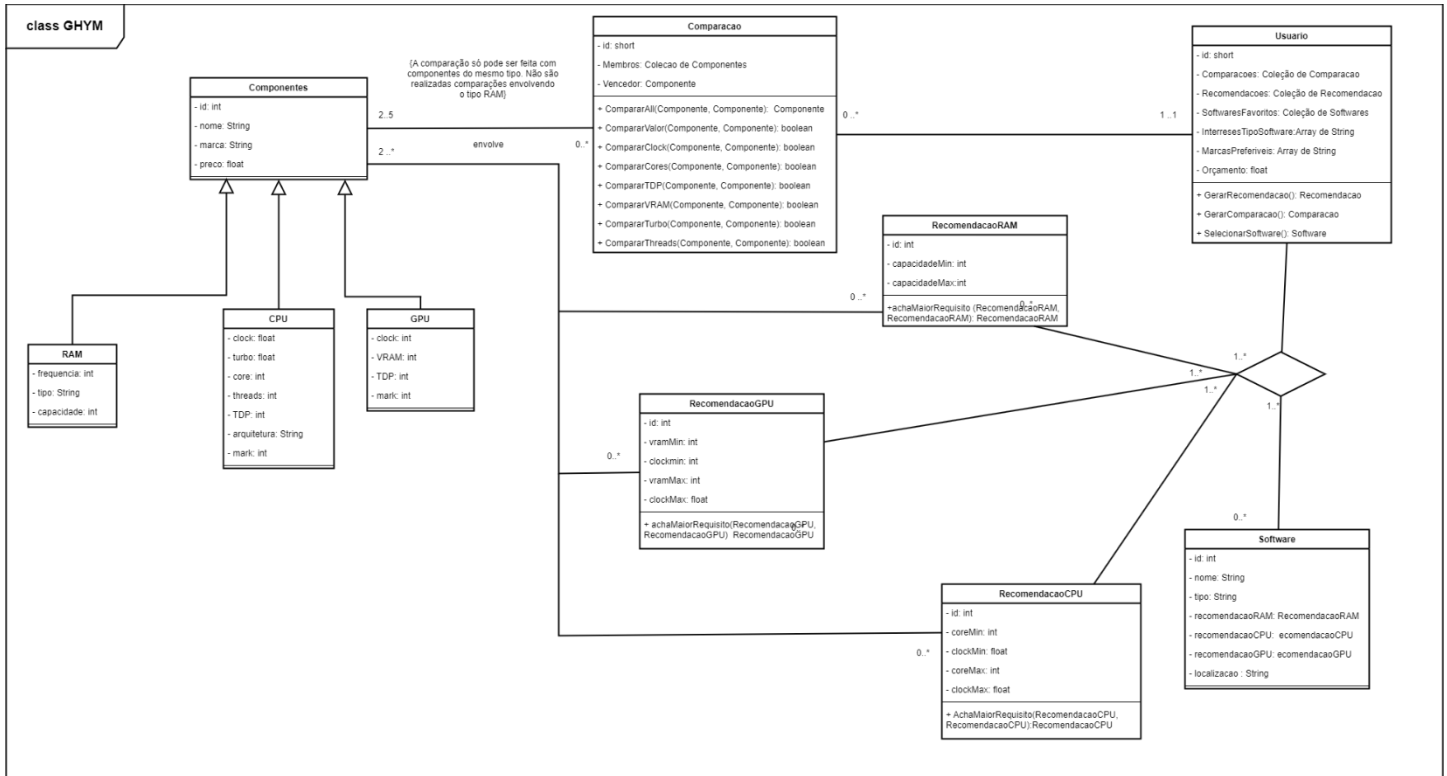 class GHYM
Componentes
- id: int
- nome: String
- marca: String
- preco: float
{A comparação só pode ser feita com
componentes do mesmo tipo. Não são
realizadas comparações envolvendo
o tipo RAM}
2..5
envolve
0..*
2 ..*
Comparacao
- id: short
- Membros: Colecao de Componentes
- Vencedor: Componente
+ CompararAll(Componente, Componente): Componente
+ CompararValor(Componente, Componente): boolean
+ CompararClock(Componente, Componente): boolean
+ CompararCores(Componente, Componente): boolean
+ CompararTDP(Componente, Componente): boolean
+ CompararVRAM(Componente, Componente): boolean
+ CompararTurbo(Componente, Componente): boolean
+ CompararThreads(Componente, Componente): boolean
0 ..*
1 ..1
Usuario
- id: short
- Comparacoes: Coleção de Comparacao
- Recomendacoes: Coleção de Recomendacao
- SoftwaresFavoritos: Coleção de Softwares
- InterresesTipoSoftware:Array de String
- MarcasPreferiveis: Array de String
- Orçamento: float
+ GerarRecomendacao(): Recomendacao
+ GerarComparacao(): Comparacao
+ SelecionarSoftware(): Software
RecomendacaoRAM
- id: int
- capacidadeMin: int
- capacidadeMax:int
+achaMaiorRequisito (RecomendacaoRAM,
RecomendacaoRAM): RecomendacaoRAM
0 ..*
0..*
RAM
- frequencia: int
- tipo: String
- capacidade: int
CPU
- clock: float
- turbo: float
- core: int
- threads: int
- TDP: int
- arquitetura: String
- mark: int
GPU
- clock: int
- VRAM: int
- TDP: int
- mark: int
1..*
1..*
1..*
1..*
RecomendacaoGPU
- id: int
- vramMin: int
- clockmin: int
- vramMax: int
- clockMax: float
+ achaMaiorRequisito(RecomendacaoGPU,
RecomendacaoGPU) RecomendacaoGPU
0..*
0..*
RecomendacaoCPU
- id: int
- coreMin: int
- clockMin: float
- coreMax: int
- clockMax: float
+ AchaMaiorRequisito(RecomendacaoCPU,
RecomendacaoCPU):RecomendacaoCPU
0..*
0..*
Software
- id: int
- nome: String
- tipo: String
- recomendacaoRAM: RecomendacaoRAM
- recomendacaoCPU: ecomendacaoCPU
- recomendacaoGPU: ecomendacaoGPU
- localizacao : String